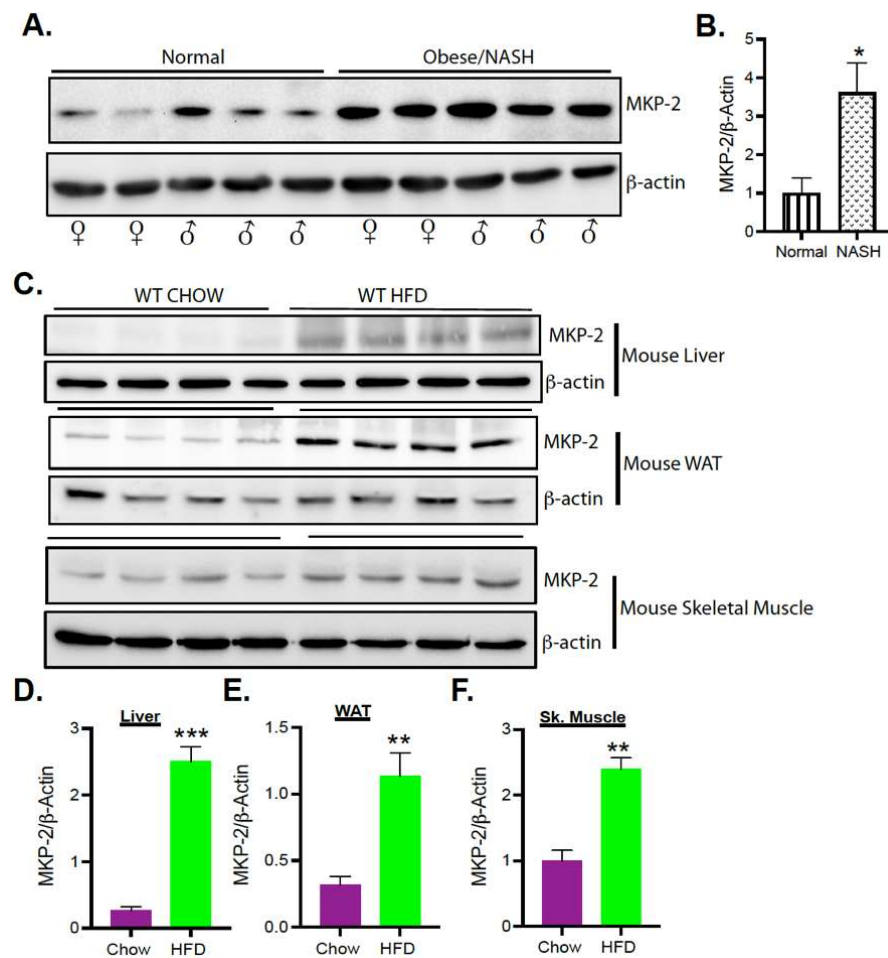 A.
Normal
Obese/NASH
MKP-2
β-actin
♀ ♀ ♂ ♂ ♂ ♀ ♀ ♂ ♂ ♂
B.
MKP-2/β-Actin
5
4
3
2
1
0
*
Normal NASH
C.
WT CHOW
WT HFD
MKP-2
β-actin
Mouse Liver
MKP-2
β-actin
Mouse WAT
MKP-2
β-actin
Mouse Skeletal Muscle
D.
Liver
MKP-2/β-Actin
3
2
1
0
***
Chow HFD
E.
WAT
MKP-2/β-Actin
1.5
1.0
0.5
0.0
**
Chow HFD
F.
Sk. Muscle
MKP-2/β-Actin
3
2
1
0
**
Chow HFD